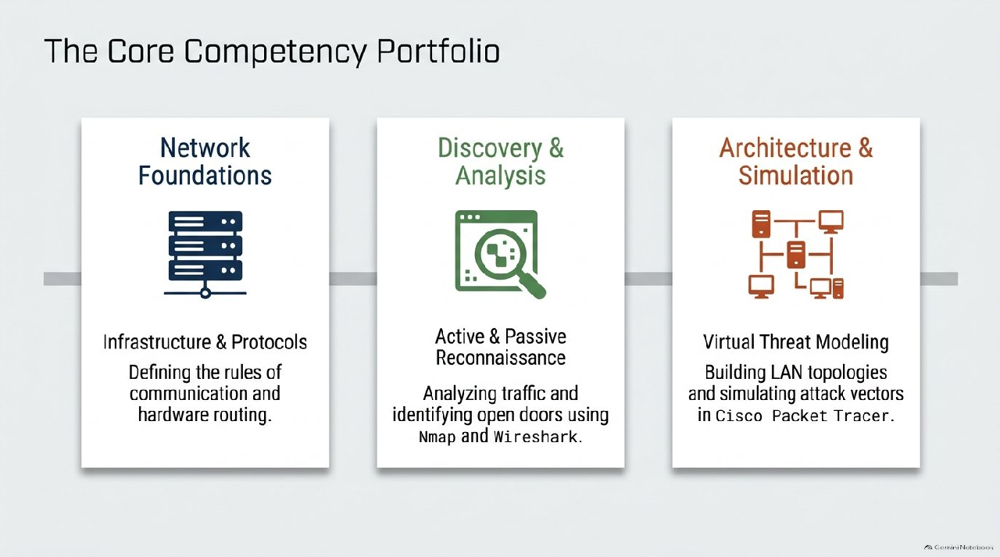 The Core Competency Portfolio
Network
Foundations
Infrastructure & Protocols
Defining the rules of
communication and
hardware routing.
Discovery &
Analysis
Active & Passive
Reconnaissance
Analyzing traffic and
identifying open doors using
Nmap and Wireshark.
Architecture &
Simulation
Virtual Threat Modeling
Building LAN topologies
and simulating attack vectors
in Cisco Packet Tracer.
Gemini Notebook